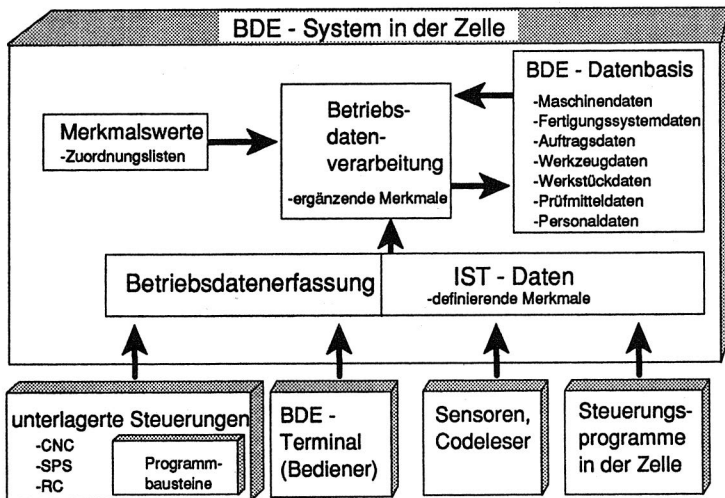 BDE - System in der Zelle
Merkmalswerte
-Zuordnungslisten
Betriebs-
daten-
verarbeitung
-ergänzende Merkmale
BDE - Datenbasis
-Maschinendaten
-Fertigungssystemdaten
-Auftragsdaten
-Werkzeugdaten
-Werkstückdaten
-Prüfmitteldaten
-Personaldaten
Betriebsdatenerfassung
IST - Daten
-definierende Merkmale
unterlagerte Steuerungen
-CNC
-SPS
-RC
Programm-
bausteine
BDE -
Terminal
(Bediener)
Sensoren,
Codeleser
Steuerungs-
programme
in der Zelle